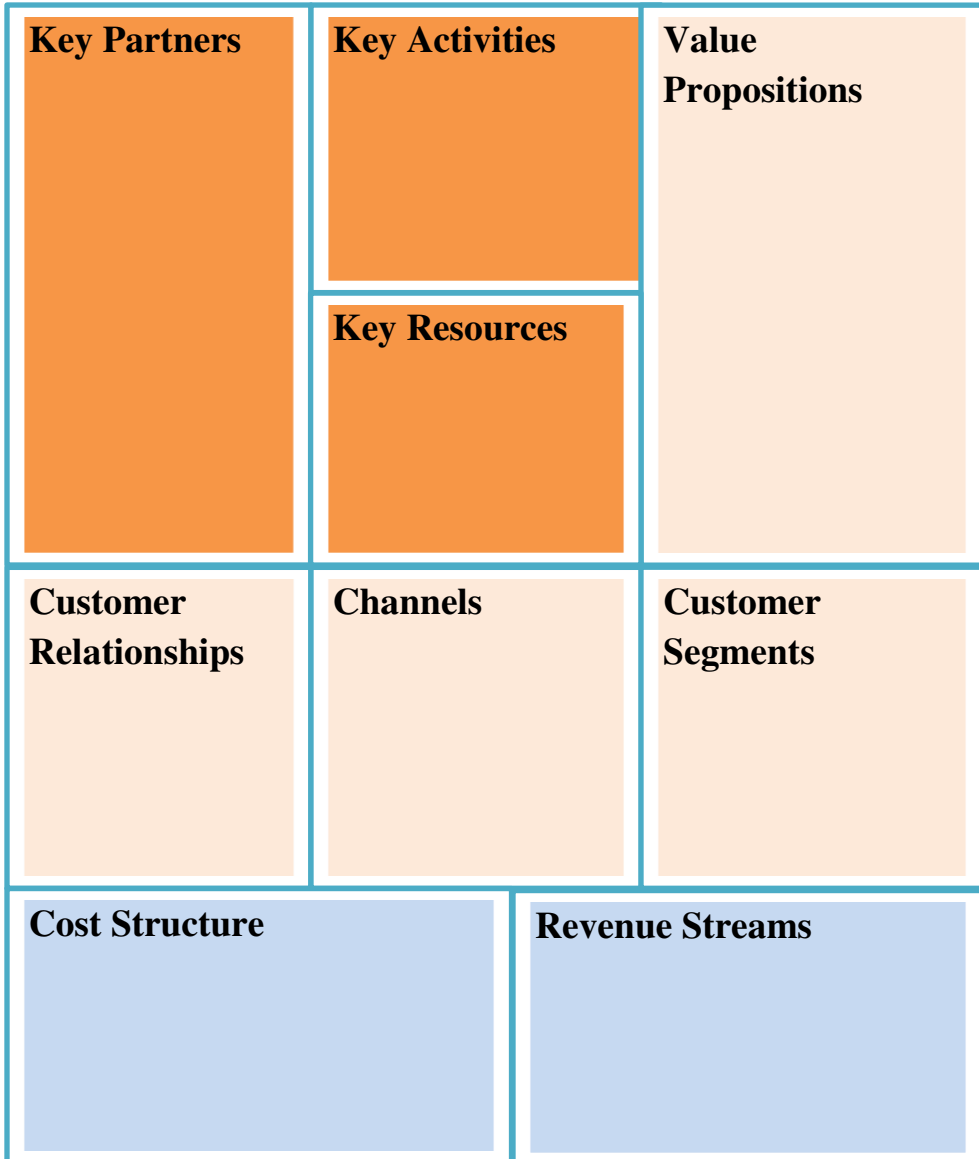 Key Partners
Key Activities
Value
Propositions
Key Resources
Customer
Relationships
Channels
Customer
Segments
Cost Structure
Revenue Streams